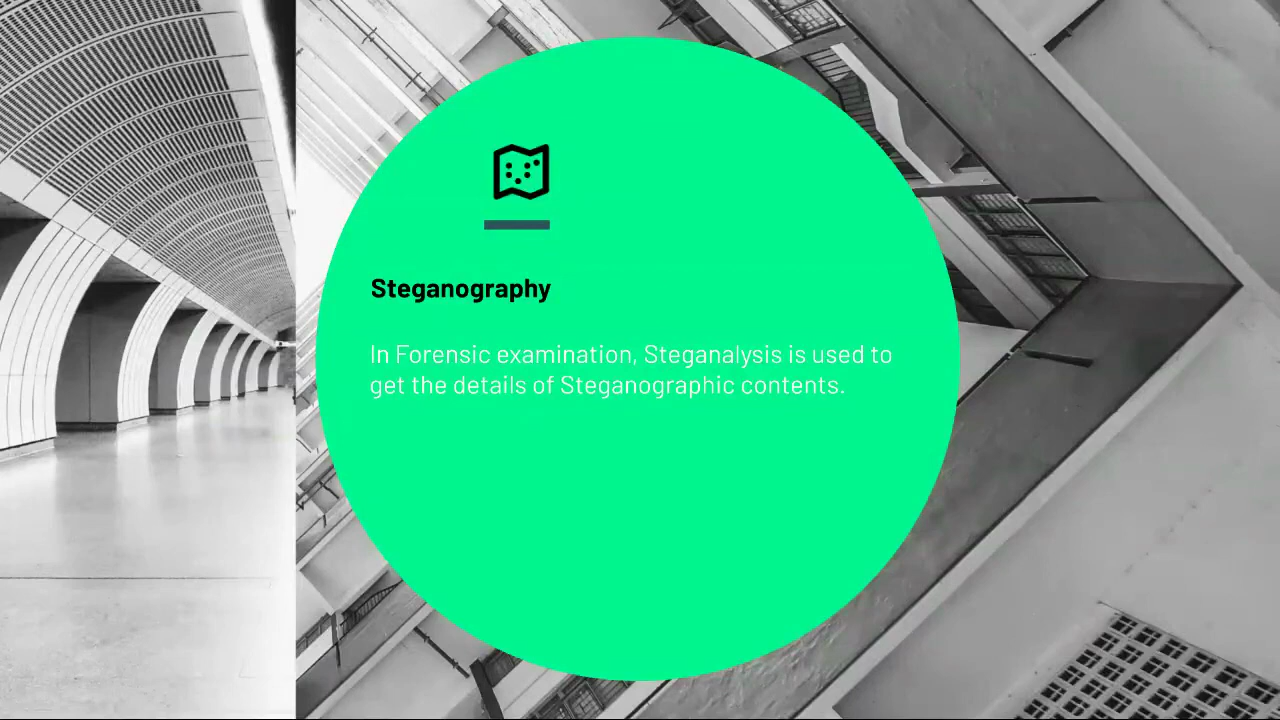 Steganography
In Forensic examination, Steganalysis is used to
get the details of Steganographic contents.